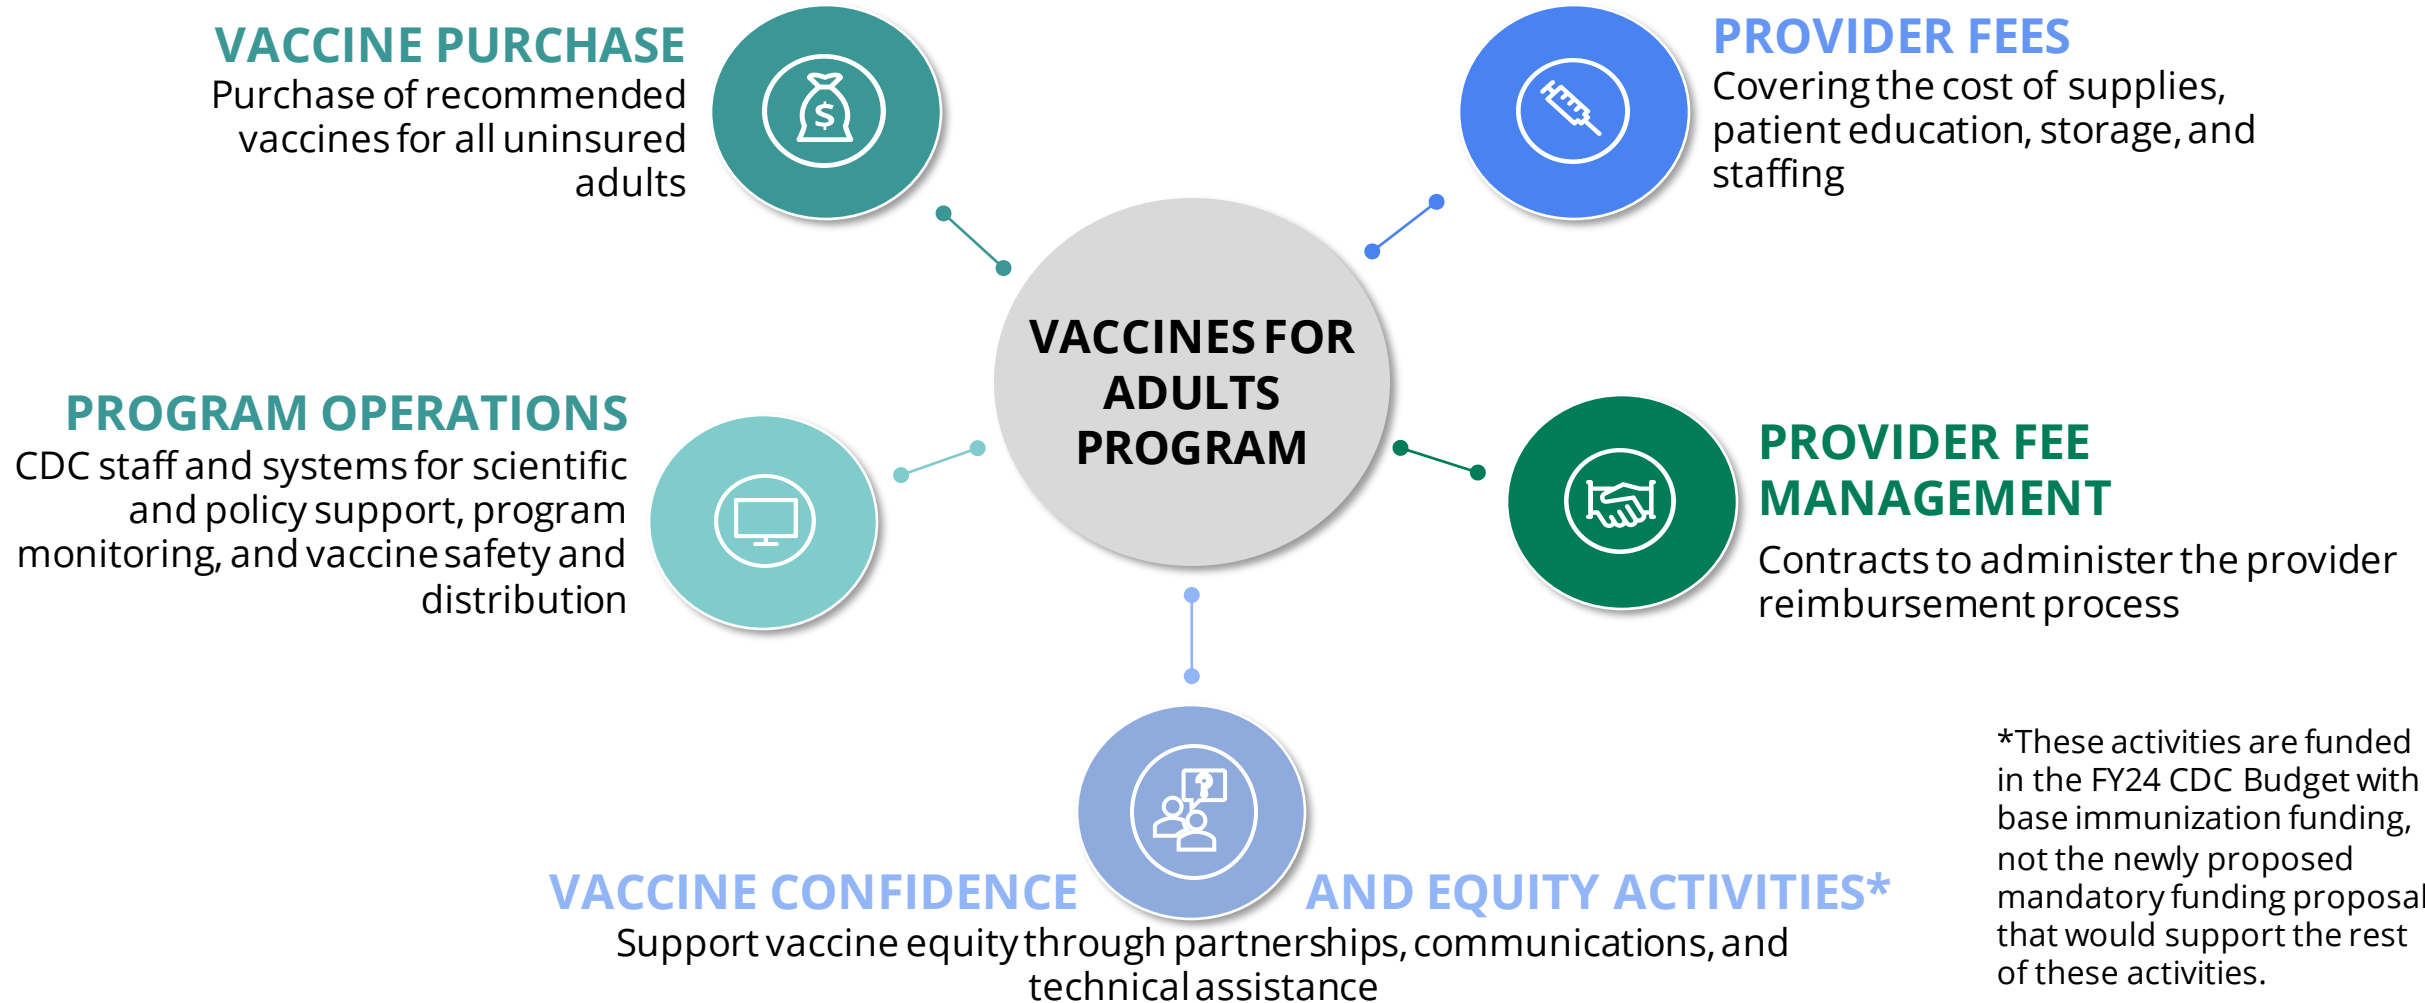 VACCINE PURCHASE
Purchase of recommended
vaccines for all uninsured
adults
$
PROVIDER FEES
Covering the cost of supplies,
patient education, storage, and
staffing
VACCINES FOR
ADULTS
PROGRAM
PROGRAM OPERATIONS
CDC staff and systems for scientific
and policy support, program
monitoring, and vaccine safety and
distribution
PROVIDER FEE
MANAGEMENT
Contracts to administer the provider
reimbursement process
?
VACCINE CONFIDENCE AND EQUITY ACTIVITIES*
Support vaccine equity through partnerships, communications, and
technical assistance
*These activities are funded
in the FY24 CDC Budget with
base immunization funding,
not the newly proposed
mandatory funding proposal
that would support the rest
of these activities.